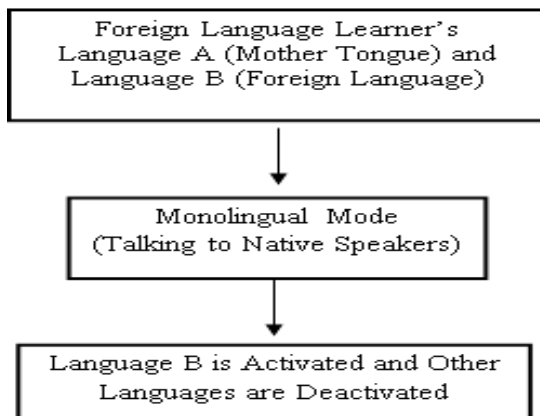 Foreign Language Learner's
Language A (Mother Tongue) and
Language B (Foreign Language)
Monolingual Mode
(Talking to Native Speakers)
Language B is Activated and Other
Languages are Deactivated